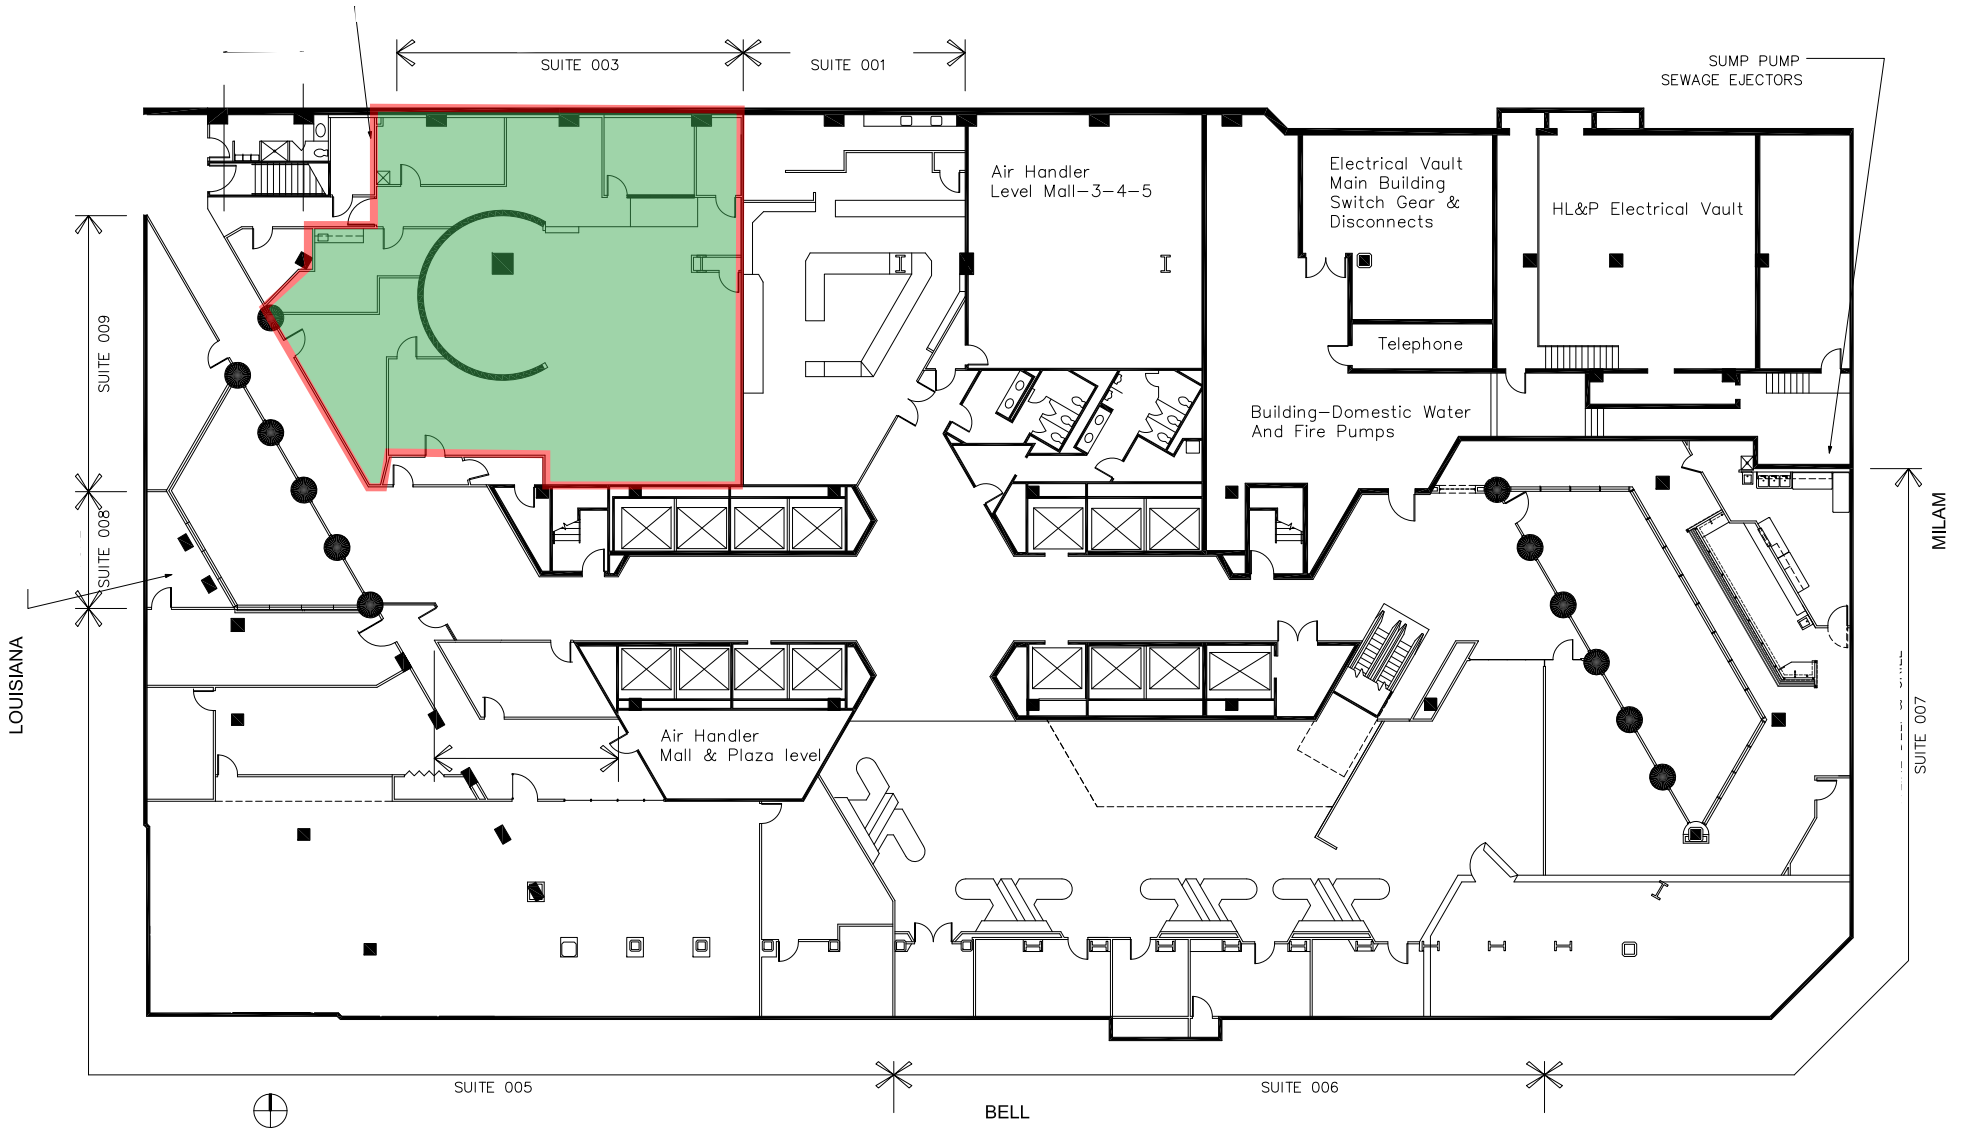 SUITE 003
SUITE 001
SUMP PUMP
SEWAGE EJECTORS
Air Handler
Level Mall-3-4-5
Electrical Vault
Main Building
Switch Gear &
Disconnects
HL&P Electrical Vault
SUITE 009
Telephone
Building-Domestic Water
And Fire Pumps
SUITE 008
MILAM
LOUISIANA
SUITE 007
Air Handler
Mall & Plaza level
SUITE 005
SUITE 006
BELL